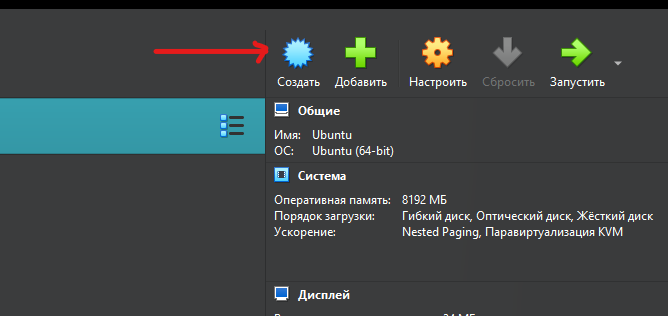 Создать Добавить Настроить Сбросить Запустить
Общие
Имя: Ubuntu
ОС: Ubuntu (64-bit)
Система
Оперативная память: 8192 МБ
Порядок загрузки: Гибкий диск, Оптический диск, Жёсткий диск
Ускорение: Nested Paging, Паравиртуализация KVM
Дисплей